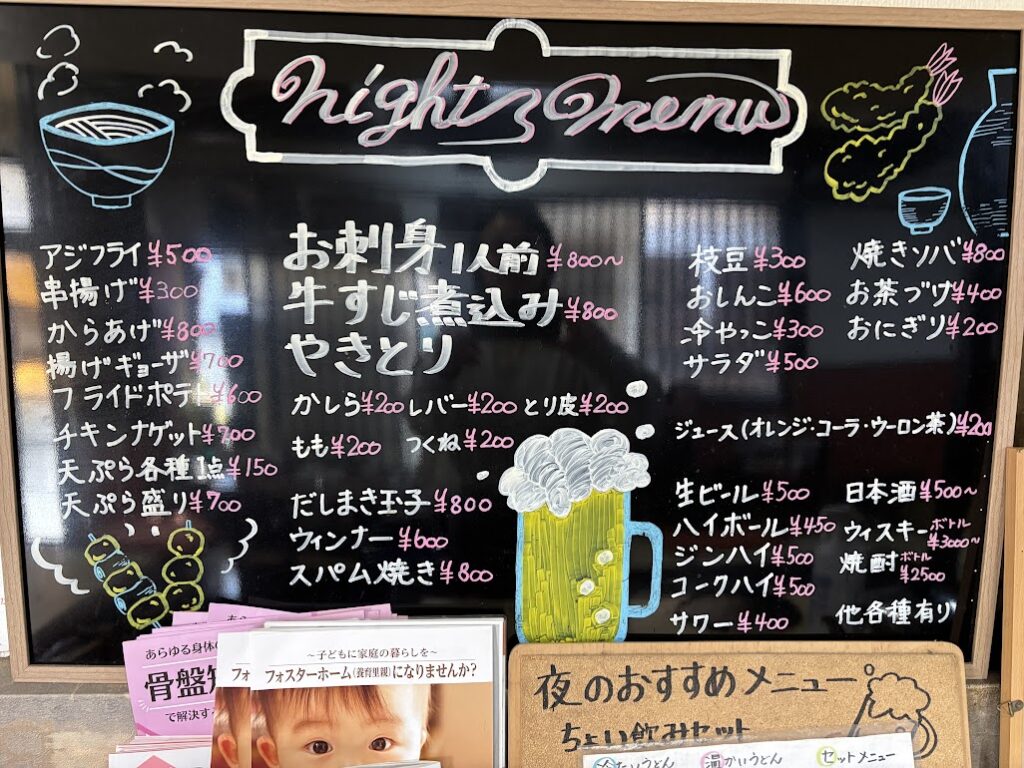 night menu
アジフライ ¥500
串揚げ ¥300
からあげ ¥800
揚げギョーザ ¥700
フライドポテト ¥600
チキンナゲット ¥700
天ぷら各種1点 ¥150
天ぷら盛り ¥700
お刺身 1人前 ¥800~
牛すじ煮込み ¥800
やきとり
かしら ¥200 レバー ¥200 とり皮 ¥200
もも ¥200 つくね ¥200
だしまき玉子 ¥800
ウィンナー ¥600
スパム焼き ¥800
枝豆 ¥300
おしんこ ¥600
冷やっこ ¥300
サラダ ¥500
焼きソバ ¥800
お茶づけ ¥400
おにぎり ¥200
ジュース(オレンジ・コーラ・ウーロン茶) ¥200
生ビール ¥500
ハイボール ¥450
ジンハイ ¥500
コークハイ ¥500
サワー ¥400
日本酒 ¥500~
ウィスキー ボトル ¥3000~
焼酎 ボトル ¥2500
他各種有り
あらゆる身体の
骨盤
で解決す
~子どもに家庭の暮らしを~
フォスターホーム(養育里親)になりませんか?
夜のおすすめメニュー
ちょい飲みセット
冷たいうどん 温かいうどん セットメニュー